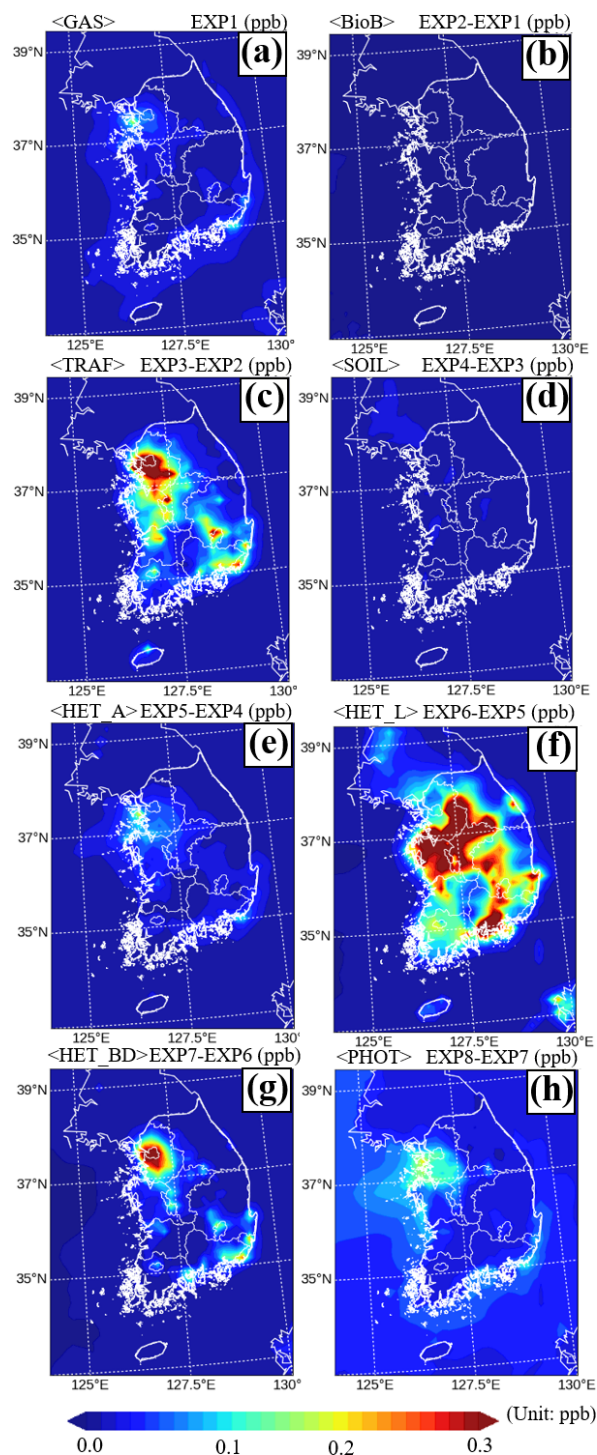 <GAS> EXP1 (ppb)
(a)
39°N
37°N
35°N
125°E 127.5°E 130°
<BioB> EXP2-EXP1 (ppb)
(b)
39°N
37°N
35°N
125°E 127.5°E 130°E
<TRAF> EXP3-EXP2 (ppb)
(c)
39°N
37°N
35°N
125°E 127.5°E 130°
<SOIL> EXP4-EXP3 (ppb)
(d)
39°N
37°N
35°N
125°E 127.5°E 130°E
<HET_A> EXP5-EXP4 (ppb)
(e)
39°N
37°N
35°N
125°E 127.5°E 130°
<HET_L> EXP6-EXP5 (ppb)
(f)
39°N
37°N
35°N
125°E 127.5°E 130°E
<HET_BD> EXP7-EXP6 (ppb)
(g)
39°N
37°N
35°N
125°E 127.5°E 130°
<PHOT> EXP8-EXP7 (ppb)
(h)
39°N
37°N
35°N
125°E 127.5°E 130°E
0.0 0.1 0.2 0.3 (Unit: ppb)